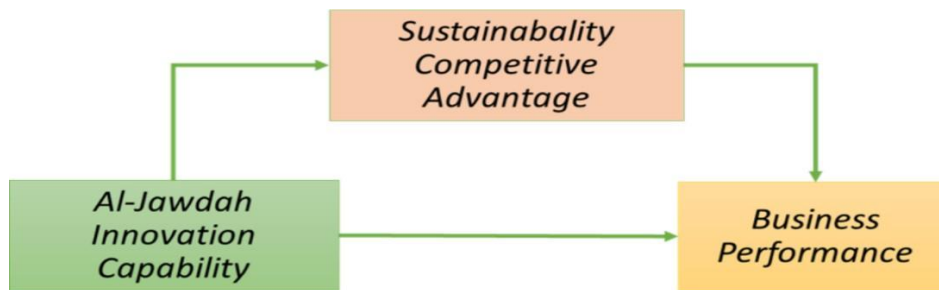 Sustainabality
Competitive
Advantage
Al-Jawdah
Innovation
Capability
Business
Performance